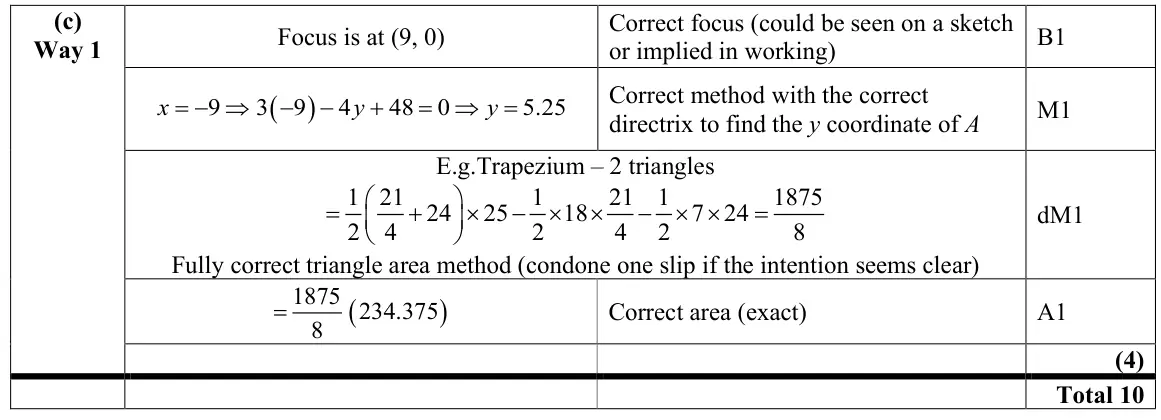 (c)
Way 1
Focus is at (9, 0)
Correct focus (could be seen on a sketch
or implied in working)
B1
x = −9 ⇒ 3(−9) − 4y + 48 = 0 ⇒ y = 5.25
Correct method with the correct
directrix to find the y coordinate of A
M1
E.g.Trapezium – 2 triangles
= 1/2 (21/4 + 24) × 25 − 1/2 × 18 × 21/4 − 1/2 × 7 × 24 = 1875/8
Fully correct triangle area method (condone one slip if the intention seems clear)
dM1
= 1875/8 (234.375)
Correct area (exact)
A1
(4)
Total 10